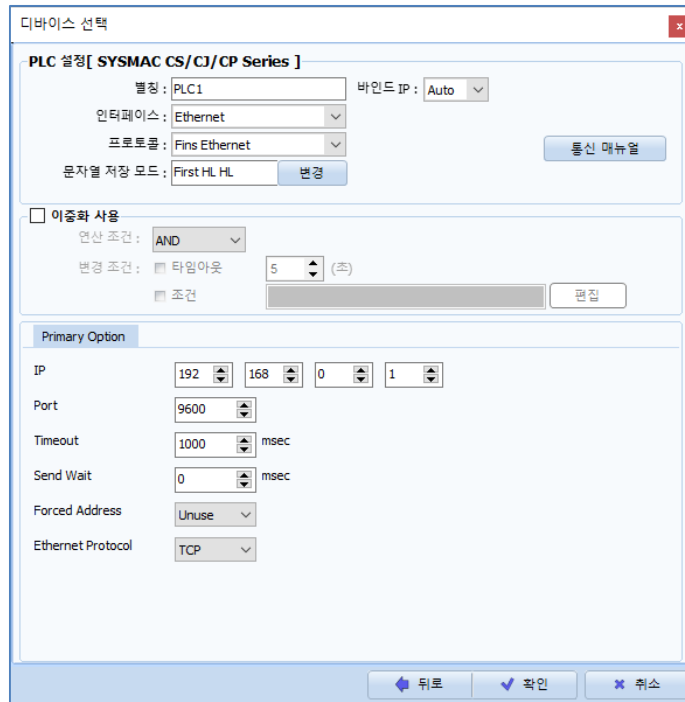 디바이스 선택
x
PLC 설정[ SYSMAC CS/CJ/CP Series ]
별칭 : PLC1 바인드 IP : Auto
인터페이스 : Ethernet
프로토콜 : Fins Ethernet 통신 매뉴얼
문자열 저장 모드 : First HL HL 변경
이중화 사용
연산 조건 : AND
변경 조건 : 타임아웃 5 (초)
조건 편집
Primary Option
IP 192 168 0 1
Port 9600
Timeout 1000 msec
Send Wait 0 msec
Forced Address Unuse
Ethernet Protocol TCP
뒤로 확인 취소